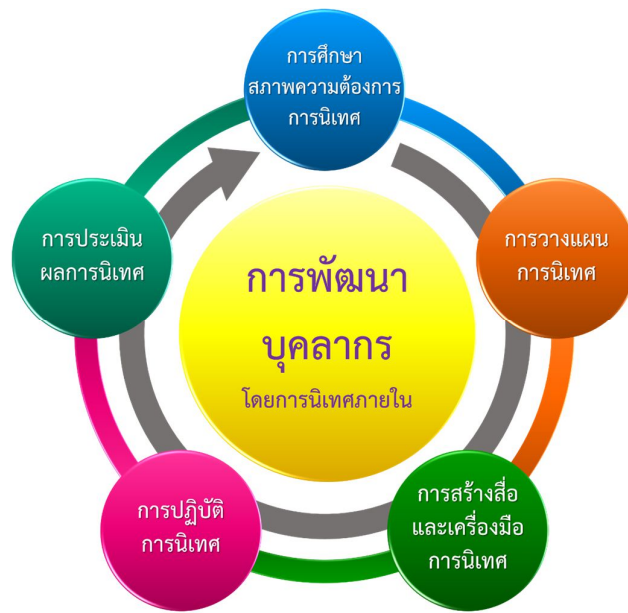 การศึกษา
สภาพความต้องการ
การนิเทศ
การวางแผน
การนิเทศ
การสร้างสื่อ
และเครื่องมือ
การนิเทศ
การปฏิบัติ
การนิเทศ
การประเมิน
ผลการนิเทศ
การพัฒนา
บุคลากร
โดยการนิเทศภายใน